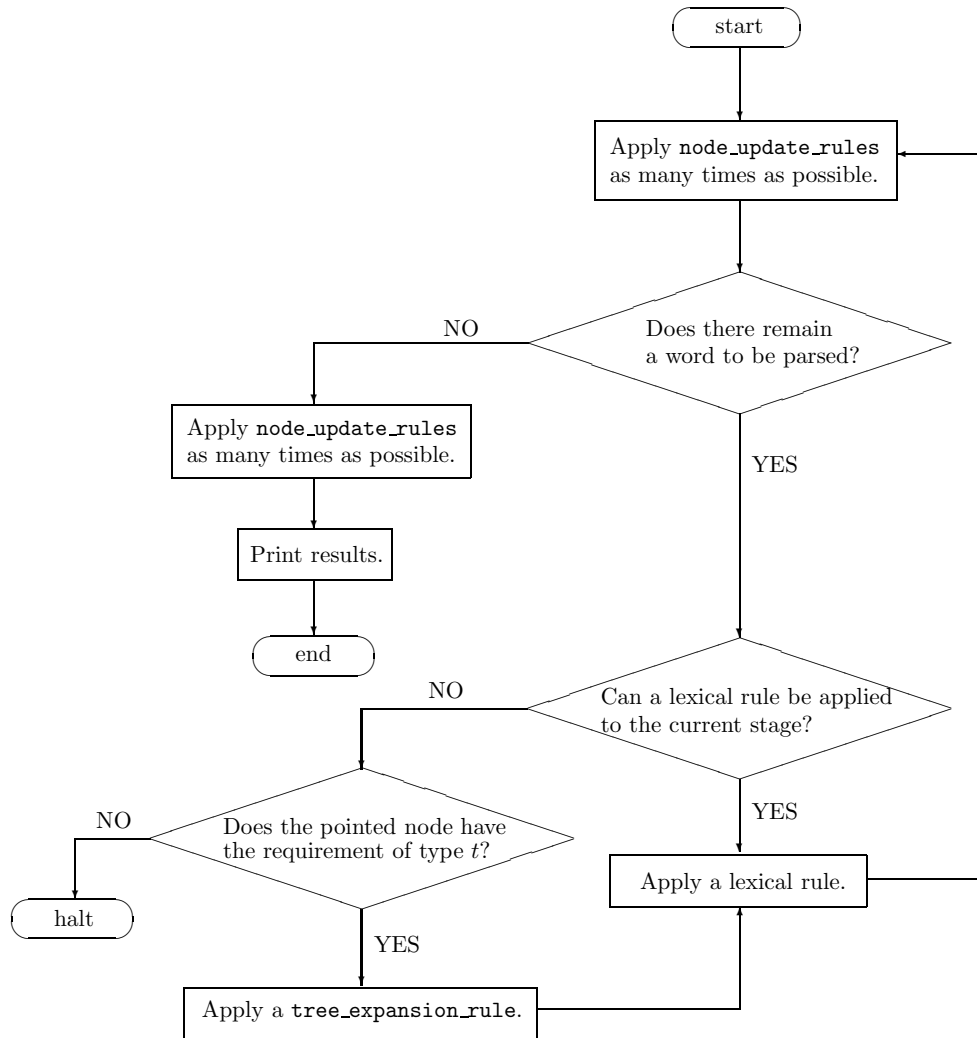 start
Apply node_update_rules
as many times as possible.
Does there remain
a word to be parsed?
NO
Apply node_update_rules
as many times as possible.
YES
Print results.
end
Can a lexical rule be applied
to the current stage?
NO
YES
Does the pointed node have
the requirement of type t?
NO
Apply a lexical rule.
halt
YES
Apply a tree_expansion_rule.